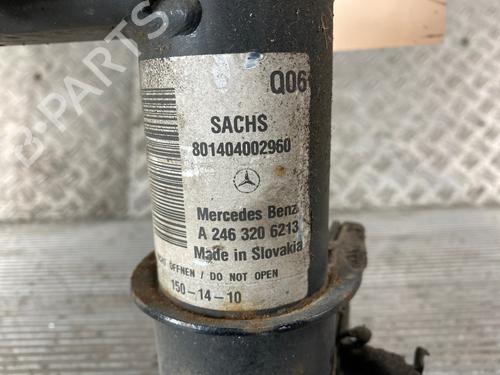 B-PARTS
Q06
SACHS
801404002960
Mercedes Benz
A 246 320 6213
Made in Slovakia
ÖFFNEN / DO NOT OPEN
150-14-10